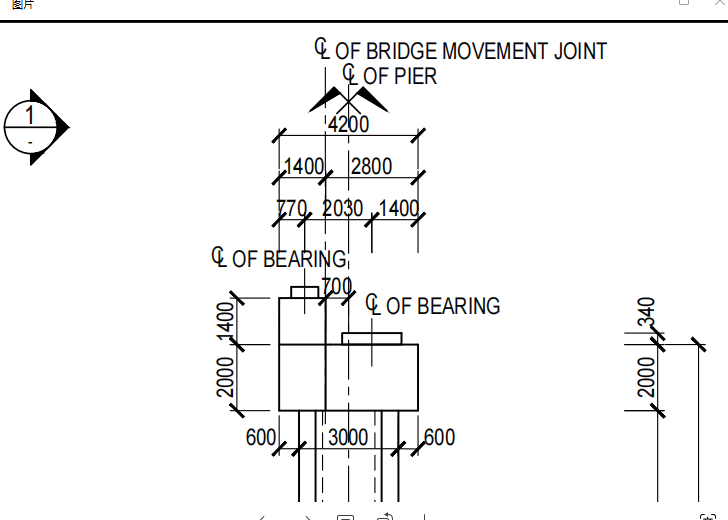 图片
℄ OF BRIDGE MOVEMENT JOINT
℄ OF PIER
1
-
4200
1400 2800
770 2030 1400
℄ OF BEARING
700
℄ OF BEARING
1400
340
2000
2000
600 3000 600